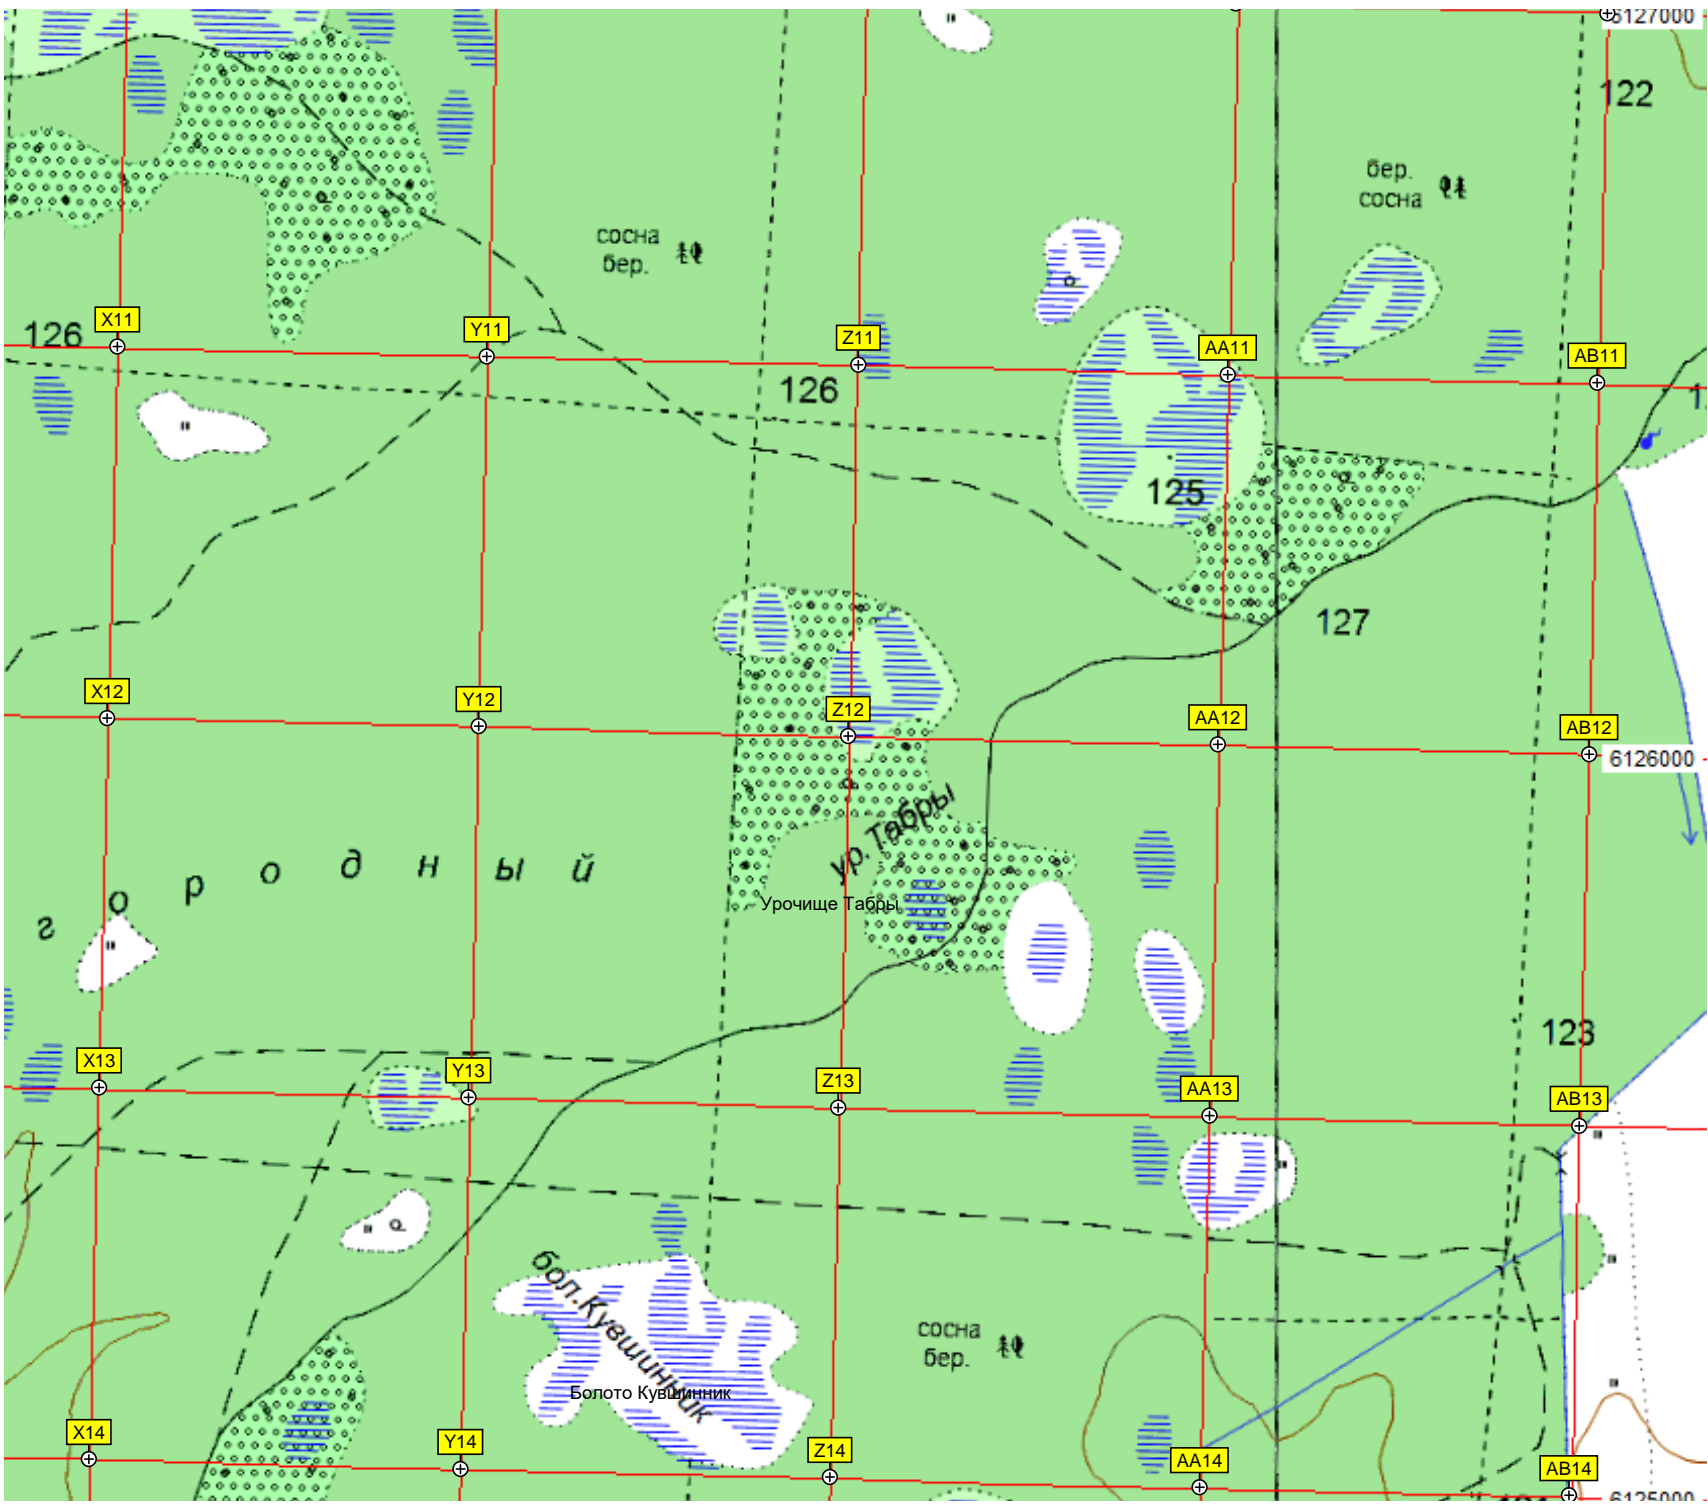 6127000
122
бер.
сосна
сосна
бер.
126
X11
Y11
Z11
AA11
AB11
126
125
127
X12
Y12
Z12
AA12
AB12
6126000
ур.Табры
г о р о д н ы й
Урочище Табры
123
X13
Y13
Z13
AA13
AB13
бол.Кувшинник
сосна
бер.
Болото Кувшинник
X14
Y14
Z14
AA14
AB14
6125000